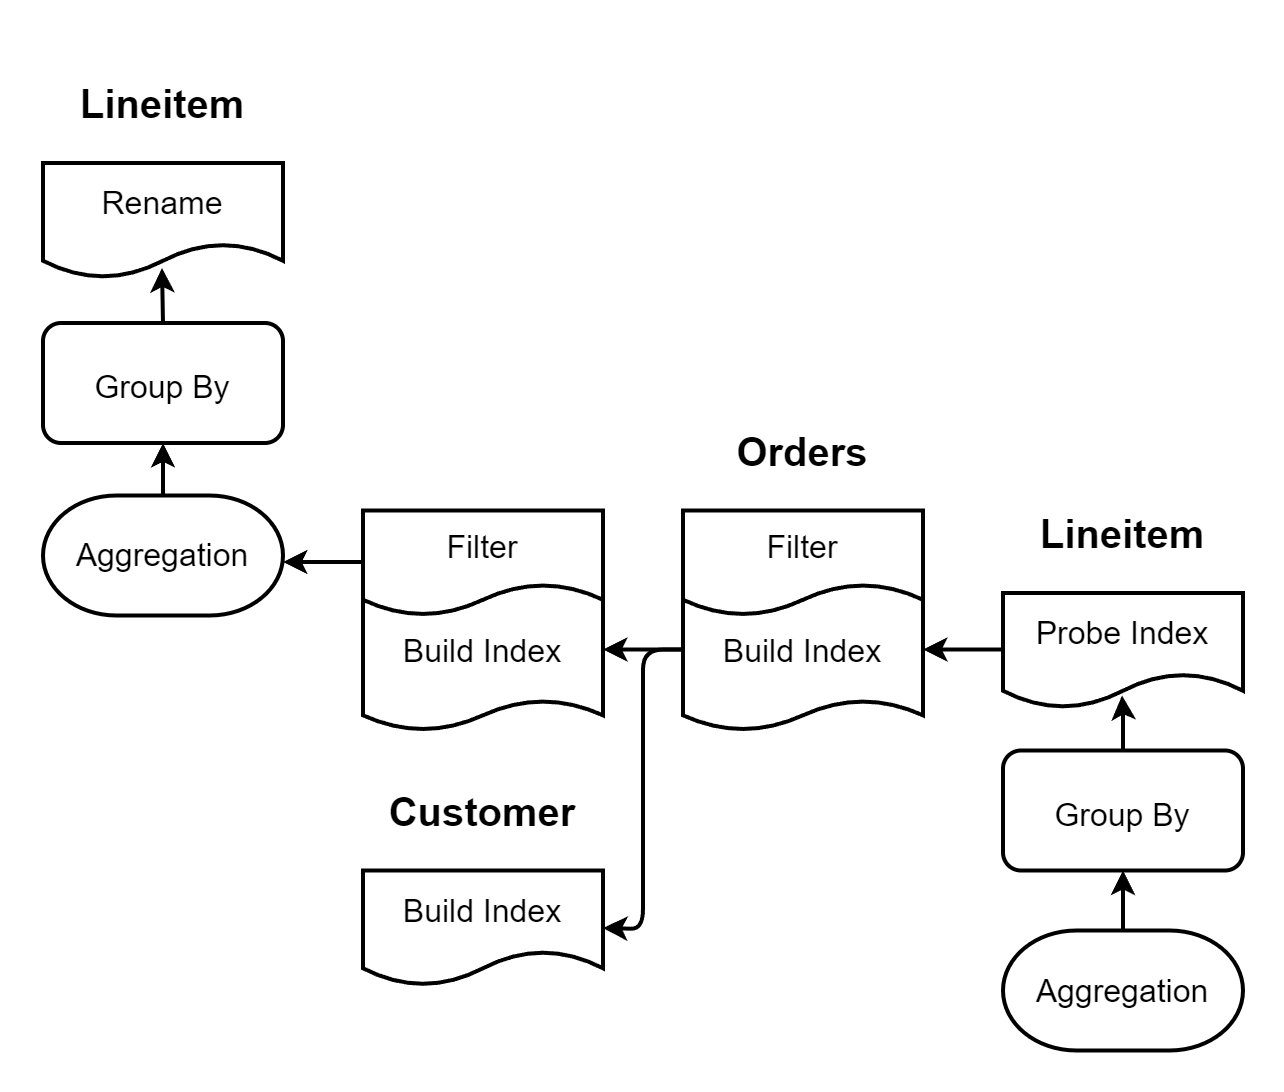 Lineitem
Rename
Group By
Aggregation
Filter
Build Index
Customer
Build Index
Orders
Filter
Build Index
Lineitem
Probe Index
Group By
Aggregation